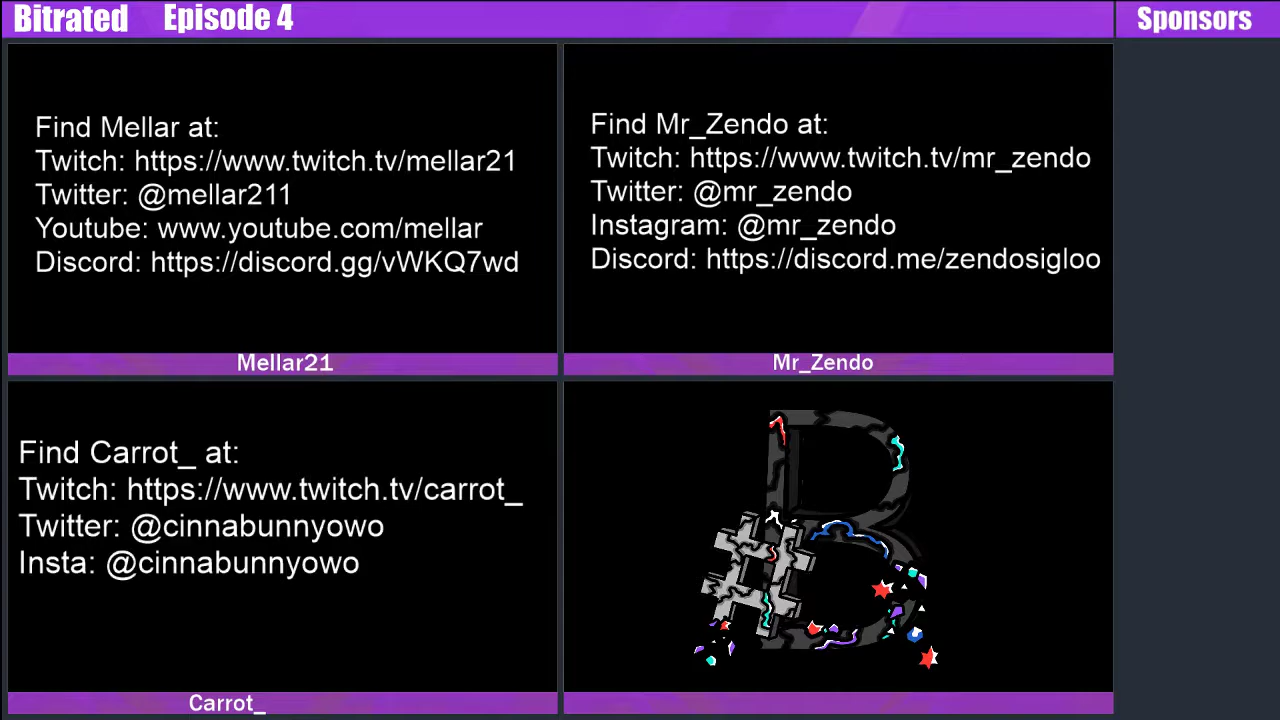 Bitrated Episode 4
Sponsors
Find Mellar at:
Twitch: https://www.twitch.tv/mellar21
Twitter: @mellar211
Youtube: www.youtube.com/mellar
Discord: https://discord.gg/vWKQ7wd
Mellar21
Find Mr_Zendo at:
Twitch: https://www.twitch.tv/mr_zendo
Twitter: @mr_zendo
Instagram: @mr_zendo
Discord: https://discord.me/zendosigloo
Mr_Zendo
Find Carrot_ at:
Twitch: https://www.twitch.tv/carrot_
Twitter: @cinnabunnyowo
Insta: @cinnabunnyowo
Carrot_
#B